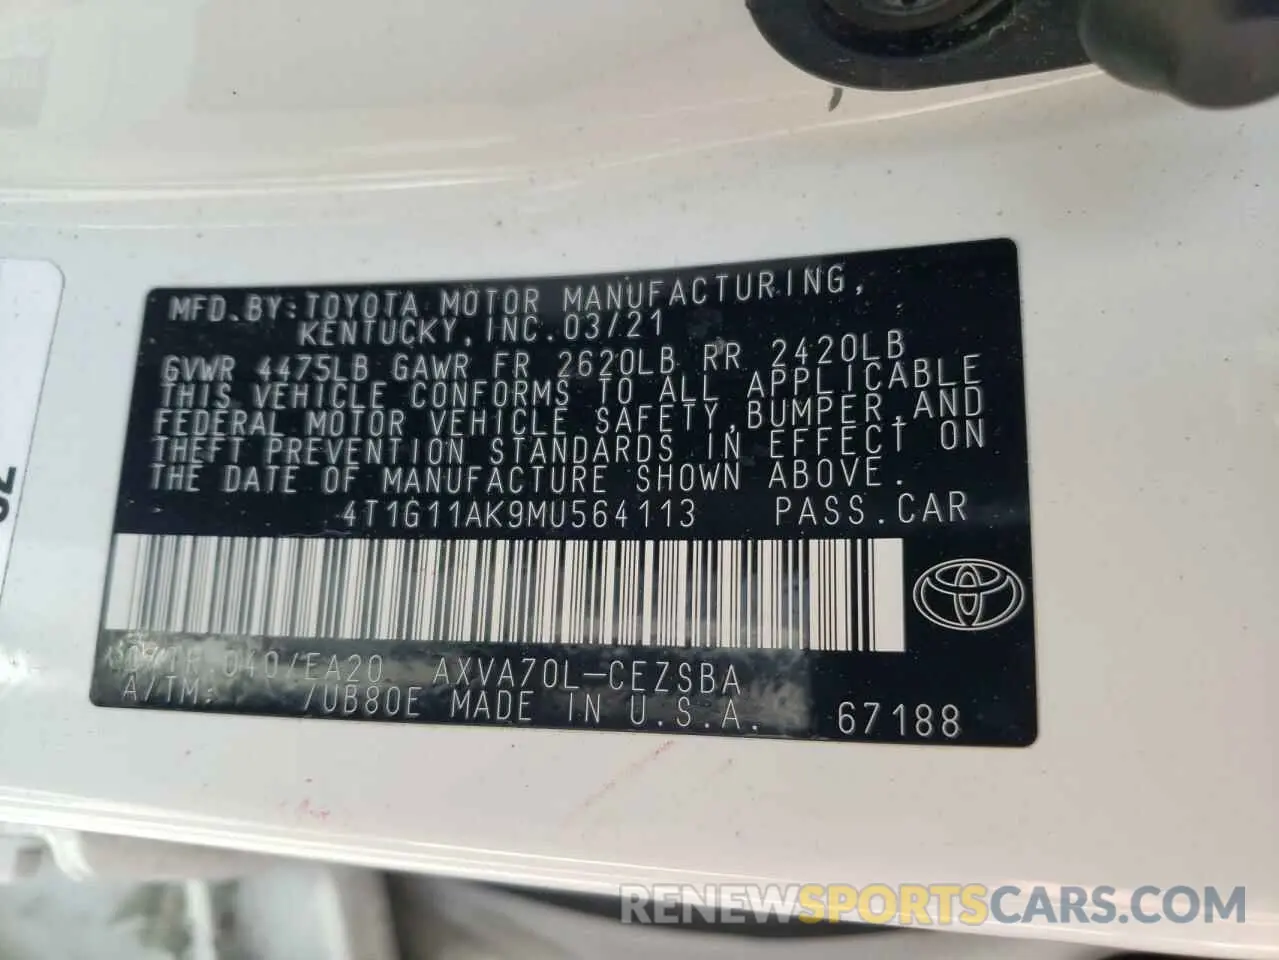 MFD.BY:TOYOTA MOTOR MANUFACTURING,
KENTUCKY,INC.03/21
GVWR 4475LB GAWR FR 2620LB RR 2420LB
THIS VEHICLE CONFORMS TO ALL APPLICABLE
FEDERAL MOTOR VEHICLE SAFETY,BUMPER,AND
THEFT PREVENTION STANDARDS IN EFFECT ON
THE DATE OF MANUFACTURE SHOWN ABOVE.
4T1G11AK9MU564113 PASS.CAR
C/TR:040/EA20 AXVA70L-CEZSBA
A/TM: /UB80E MADE IN U.S.A. 67188
RENEWSPORTSCARS.COM-67188